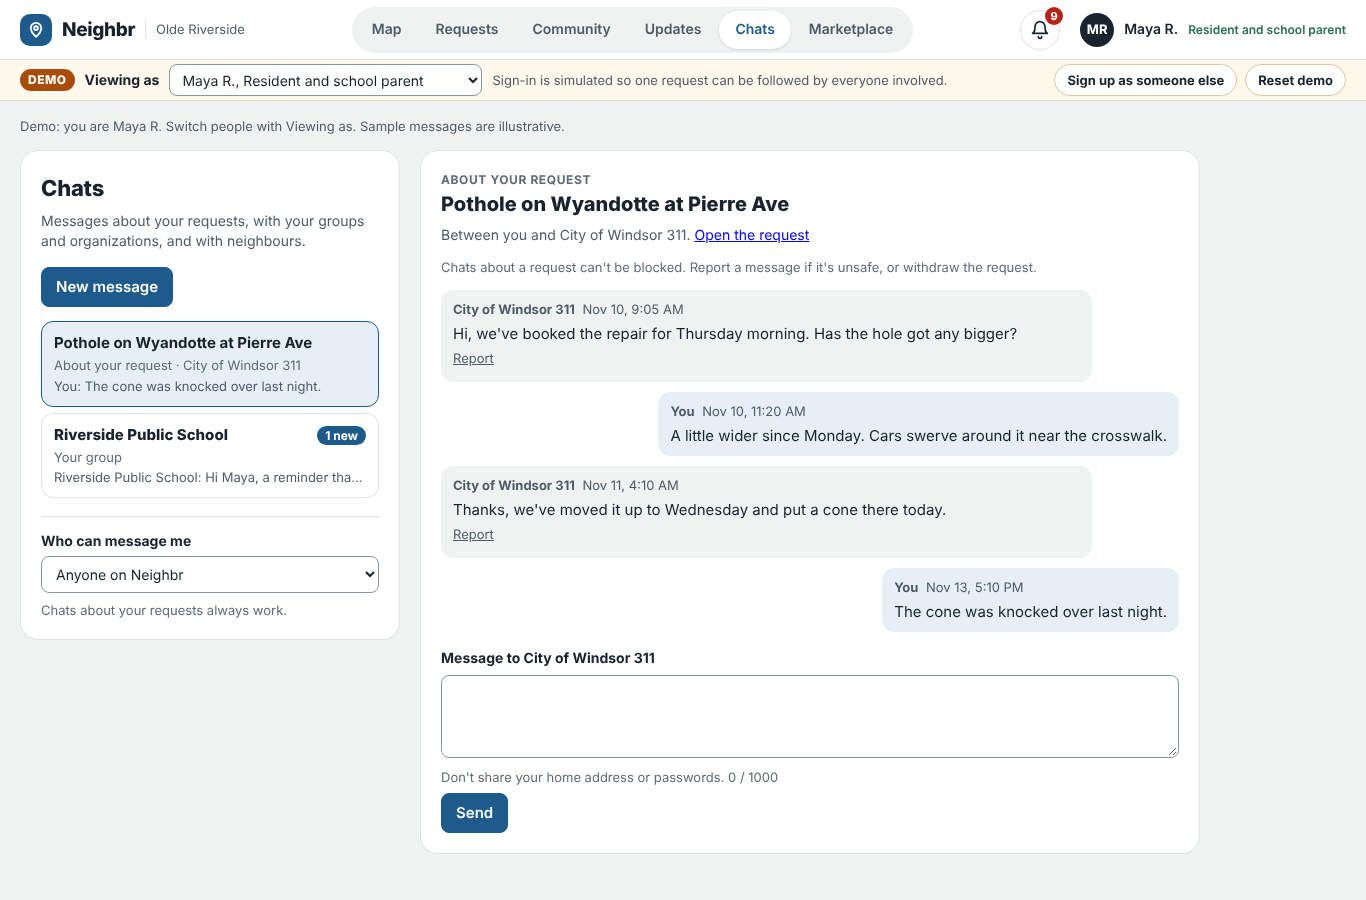 Neighbr
Olde Riverside
Map
Requests
Community
Updates
Chats
Marketplace
9
MR
Maya R.
Resident and school parent
DEMO
Viewing as
Maya R., Resident and school parent
Sign-in is simulated so one request can be followed by everyone involved.
Sign up as someone else
Reset demo
Demo: you are Maya R. Switch people with Viewing as. Sample messages are illustrative.
Chats
Messages about your requests, with your groups
and organizations, and with neighbours.
New message
Pothole on Wyandotte at Pierre Ave
About your request · City of Windsor 311
You: The cone was knocked over last night.
Riverside Public School
1 new
Your group
Riverside Public School: Hi Maya, a reminder tha...
Who can message me
Anyone on Neighbr
Chats about your requests always work.
ABOUT YOUR REQUEST
Pothole on Wyandotte at Pierre Ave
Between you and City of Windsor 311. Open the request
Chats about a request can't be blocked. Report a message if it's unsafe, or withdraw the request.
City of Windsor 311 Nov 10, 9:05 AM
Hi, we've booked the repair for Thursday morning. Has the hole got any bigger?
Report
You Nov 10, 11:20 AM
A little wider since Monday. Cars swerve around it near the crosswalk.
City of Windsor 311 Nov 11, 4:10 AM
Thanks, we've moved it up to Wednesday and put a cone there today.
Report
You Nov 13, 5:10 PM
The cone was knocked over last night.
Message to City of Windsor 311
Don't share your home address or passwords. 0 / 1000
Send